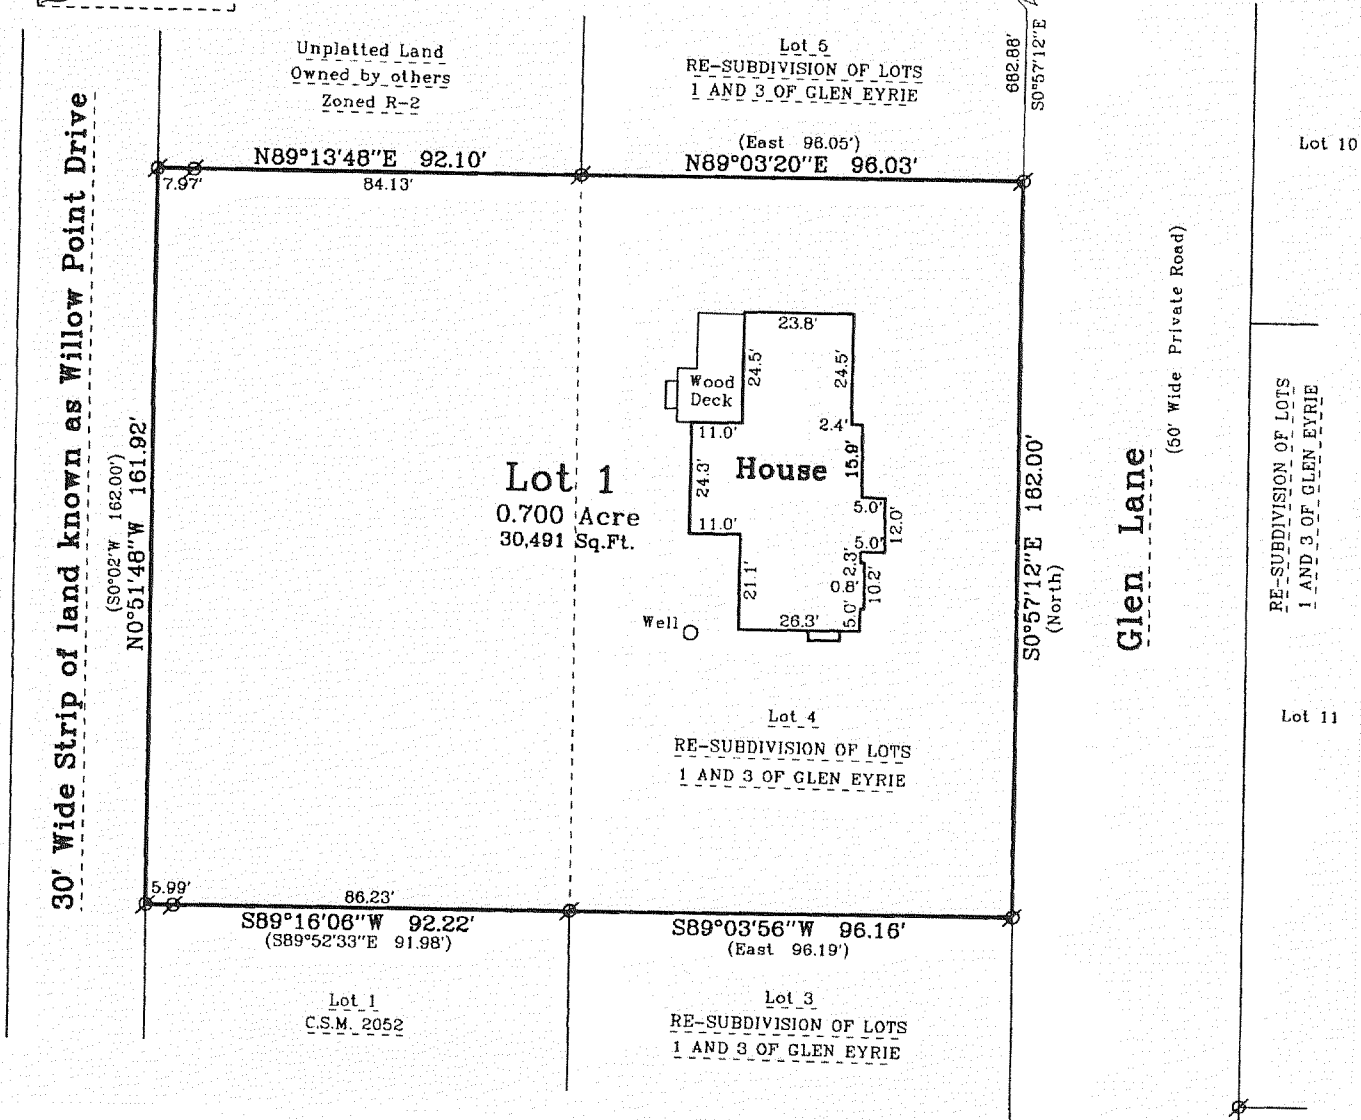 Unplatted Land
Owned by others
Zoned R-2
Lot 5
RE-SUBDIVISION OF LOTS
1 AND 3 OF GLEN EYRIE
682.88'
S0°57'12"E
Lot 10
(East 96.05')
N89°13'48"E 92.10'
N89°03'20"E 96.03'
7.97'
84.13'
30' Wide Strip of land known as Willow Point Drive
(S0°02'W 162.00')
N0°51'48"W 161.92'
23.8'
24.5'
24.5'
Wood
Deck
11.0'
2.4'
House
24.3'
15.9'
Lot 1
0.700 Acre
30,491 Sq.Ft.
11.0'
5.0'
12.0'
5.0'
2.3'
0.8'
10.2'
21.1'
5.0'
26.3'
Well
S0°57'12"E 162.00'
(North)
Glen Lane
(50' Wide Private Road)
RE-SUBDIVISION OF LOTS
1 AND 3 OF GLEN EYRIE
Lot 11
Lot 4
RE-SUBDIVISION OF LOTS
1 AND 3 OF GLEN EYRIE
5.99'
86.23'
S89°16'06"W 92.22'
(S89°52'33"E 91.98')
S89°03'56"W 96.16'
(East 96.19')
Lot 1
C.S.M. 2052
Lot 3
RE-SUBDIVISION OF LOTS
1 AND 3 OF GLEN EYRIE